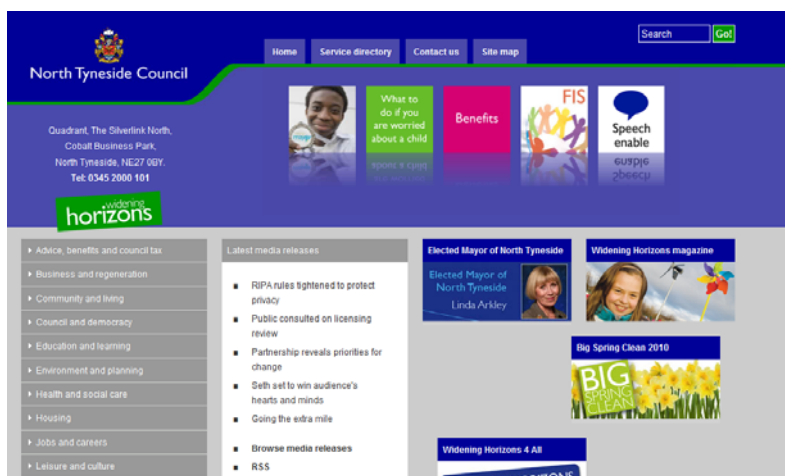 North Tyneside Council
Home
Service directory
Contact us
Site map
Search
Go!
Quadrant, The Silverlink North,
Cobalt Business Park,
North Tyneside, NE27 0BY.
Tel: 0345 2000 101
widening
horizons
What to
do if you
are worried
about a child
Benefits
FIS
Speech
enable
Advice, benefits and council tax
Business and regeneration
Community and living
Council and democracy
Education and learning
Environment and planning
Health and social care
Housing
Jobs and careers
Leisure and culture
Latest media releases
RIPA rules tightened to protect
privacy
Public consulted on licensing
review
Partnership reveals priorities for
change
Seth set to win audience's
hearts and minds
Going the extra mile
Browse media releases
RSS
Elected Mayor of North Tyneside
Elected Mayor of
North Tyneside
Linda Arkley
Widening Horizons magazine
Big Spring Clean 2010
BIG
SPRING
CLEAN
Widening Horizons 4 All